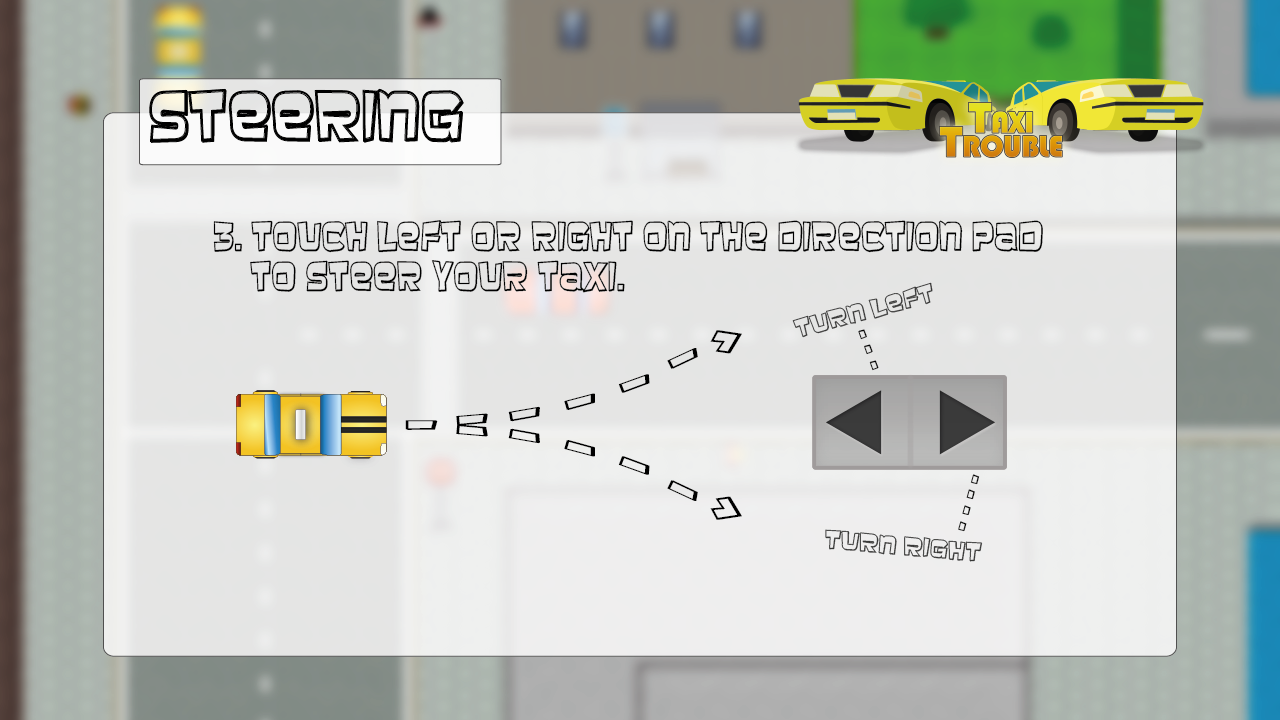 STEERING
TAXI
TROUBLE
3. TOUCH LEFT OR RIGHT ON THE DIRECTION PAD
TO STEER YOUR TAXI.
TURN LEFT
TURN RIGHT